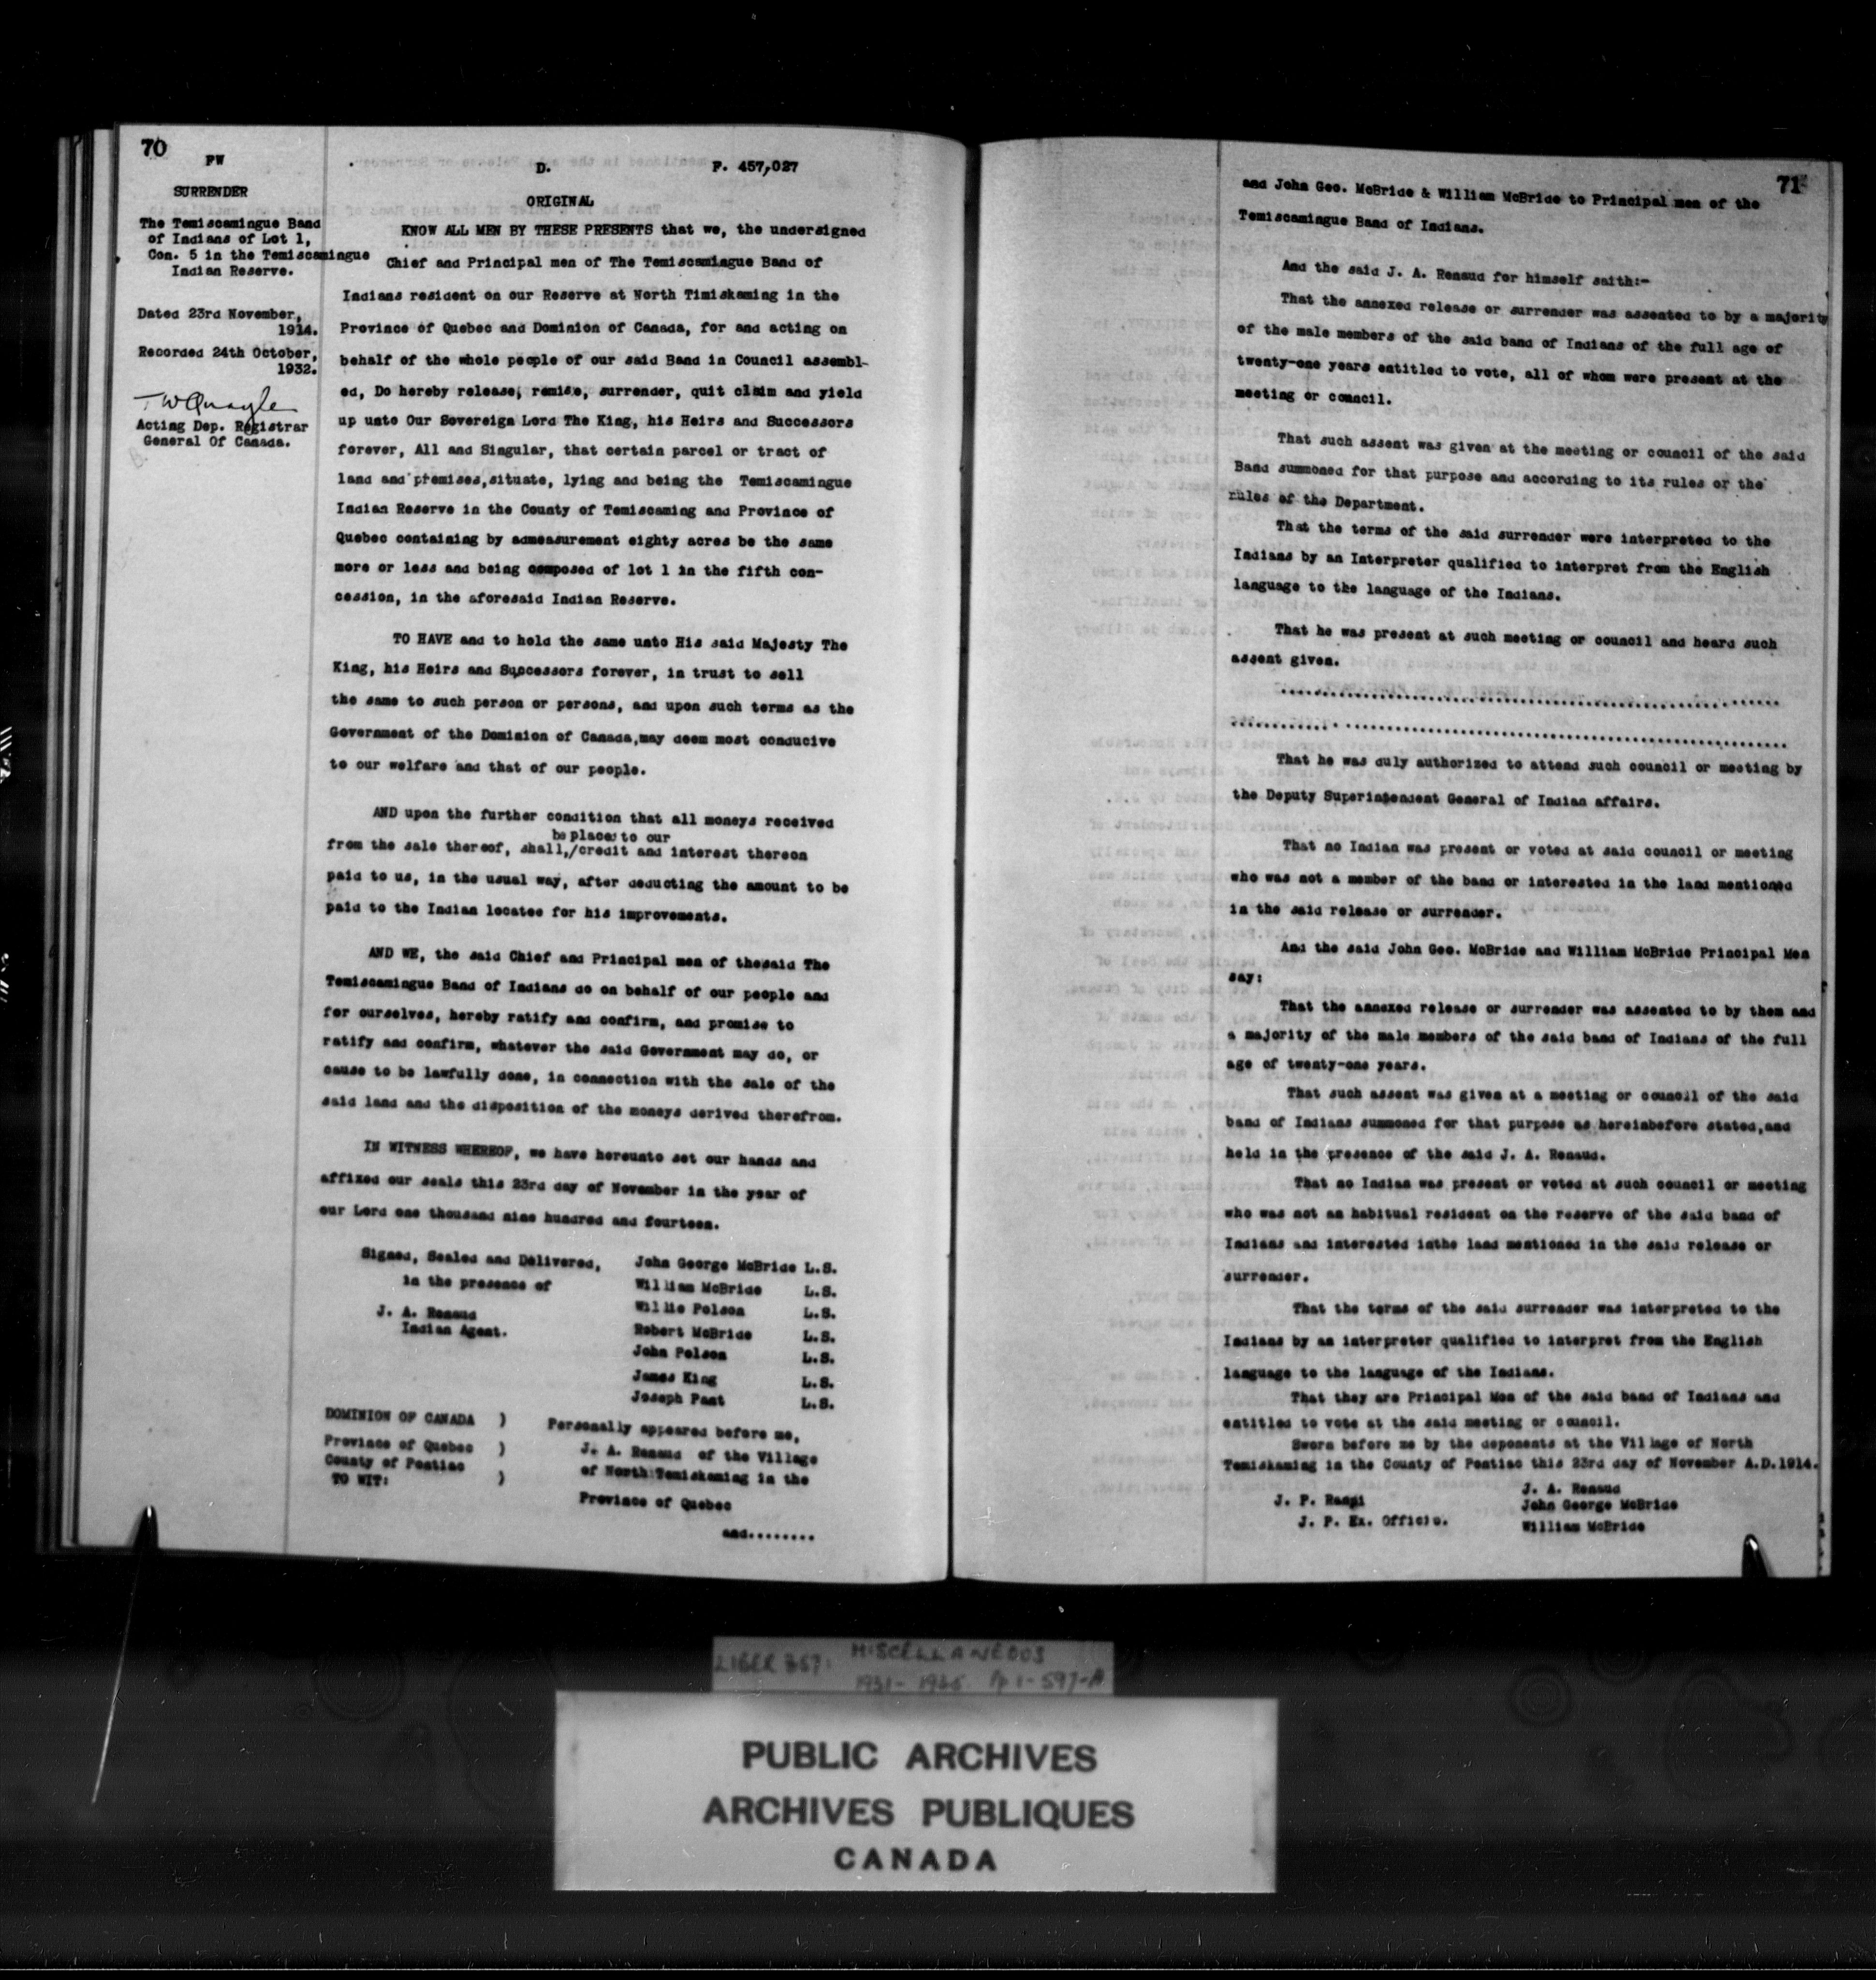 70
PW
SURRENDER
The Temiscamingue Band
of Indians of Lot 1,
Con. 5 in the Temiscamingue
Indian Reserve.
Dated 23rd November,
1914.
Recorded 24th October,
1932.
TWQuayle
Acting Dep. Registrar
General Of Canada.
D.
F. 457,027
ORIGINAL
KNOW ALL MEN BY THESE PRESENTS that we, the undersigned
Chief and Principal men of The Temiscamiague Band of
Indians resident on our Reserve at North Timiskaming in the
Province of Quebec and Dominion of Canada, for and acting on
behalf of the whole people of our said Band in Council assembl-
ed, Do hereby release, remise, surrender, quit claim and yield
up unto Our Sovereign Lord The King, his Heirs and Successors
forever, All and Singular, that certain parcel or tract of
land and premises,situate, lying and being the Temiscamingue
Indian Reserve in the County of Temiscaming and Province of
Quebec containing by admeasurement eighty acres be the same
more or less and being composed of lot 1 in the fifth con-
cession, in the aforesaid Indian Reserve.
TO HAVE and to hold the same unto His said Majesty The
King, his Heirs and Successors forever, in trust to sell
the same to such person or persons, and upon such terms as the
Government of the Dominion of Canada,may deem most conducive
to our welfare and that of our people.
AND upon the further condition that all moneys received
be placed to our
from the sale thereof, shall,/credit and interest thereon
paid to us, in the usual way, after deducting the amount to be
paid to the Indian locatee for his improvements.
AND WE, the said Chief and Principal men of thesaid The
Temiscamingue Band of Indians do on behalf of our people and
for ourselves, hereby ratify and confirm, and promise to
ratify and confirm, whatever the said Government may do, or
cause to be lawfully done, in connection with the sale of the
said land and the disposition of the moneys derived therefrom.
IN WITNESS WHEREOF, we have hereunto set our hands and
affixed our seals this 23rd day of November in the year of
our Lord one thousand nine hundred and fourteen.
Signed, Sealed and Delivered,
in the presence of
J. A. Renaud
Indian Agent.
John George McBride L.S.
William McBride L.S.
Willie Polson L.S.
Robert McBride L.S.
John Polson L.S.
James King L.S.
Joseph Pant L.S.
DOMINION OF CANADA )
Province of Quebec )
County of Pontiac
TO WIT: )
Personally appeared before me,
J. A. Renaud of the Village
of North Temiskaming in the
Province of Quebec
and........
71
and John Geo. McBride & William McBride to Principal men of the
Temiscamingue Band of Indians.
And the said J. A. Renaud for himself saith:-
That the annexed release or surrender was assented to by a majority
of the male members of the said band of Indians of the full age of
twenty-one years entitled to vote, all of whom were present at the
meeting or council.
That such assent was given at the meeting or council of the said
Band summoned for that purpose and according to its rules or the
rules of the Department.
That the terms of the said surrender were interpreted to the
Indians by an Interpreter qualified to interpret from the English
language to the language of the Indians.
That he was present at such meeting or council and heard such
assent given.
................................................................
................................................................
That he was duly authorized to attend such council or meeting by
the Deputy Superintendent General of Indian affairs.
That no Indian was present or voted at said council or meeting
who was not a member of the band or interested in the land mentioned
in the said release or surrender.
And the said John Geo. McBride and William McBride Principal Men
say:
That the annexed release or surrender was assented to by them and
a majority of the male members of the said band of Indians of the full
age of twenty-one years.
That such assent was given at a meeting or council of the said
band of Indians summoned for that purpose as hereinbefore stated,and
held in the presence of the said J. A. Renaud.
That no Indian was present or voted at such council or meeting
who was not an habitual resident on the reserve of the said band of
Indians and interested inthe land mentioned in the said release or
surrender.
That the terms of the said surrender was interpreted to the
Indians by an interpreter qualified to interpret from the English
language to the language of the Indians.
That they are Principal Men of the said band of Indians and
entitled to vote at the said meeting or council.
Sworn before me by the deponents at the Village of North
Temiskaming in the County of Pontiac this 23rd day of November A.D.1914.
J. P. Rangi
J. P. Ex. Officio.
J. A. Renaud
John George McBride
William McBride
LIBER 367: MISCELLANEOUS
1931- 1935 Pp 1-597-A
PUBLIC ARCHIVES
ARCHIVES PUBLIQUES
CANADA